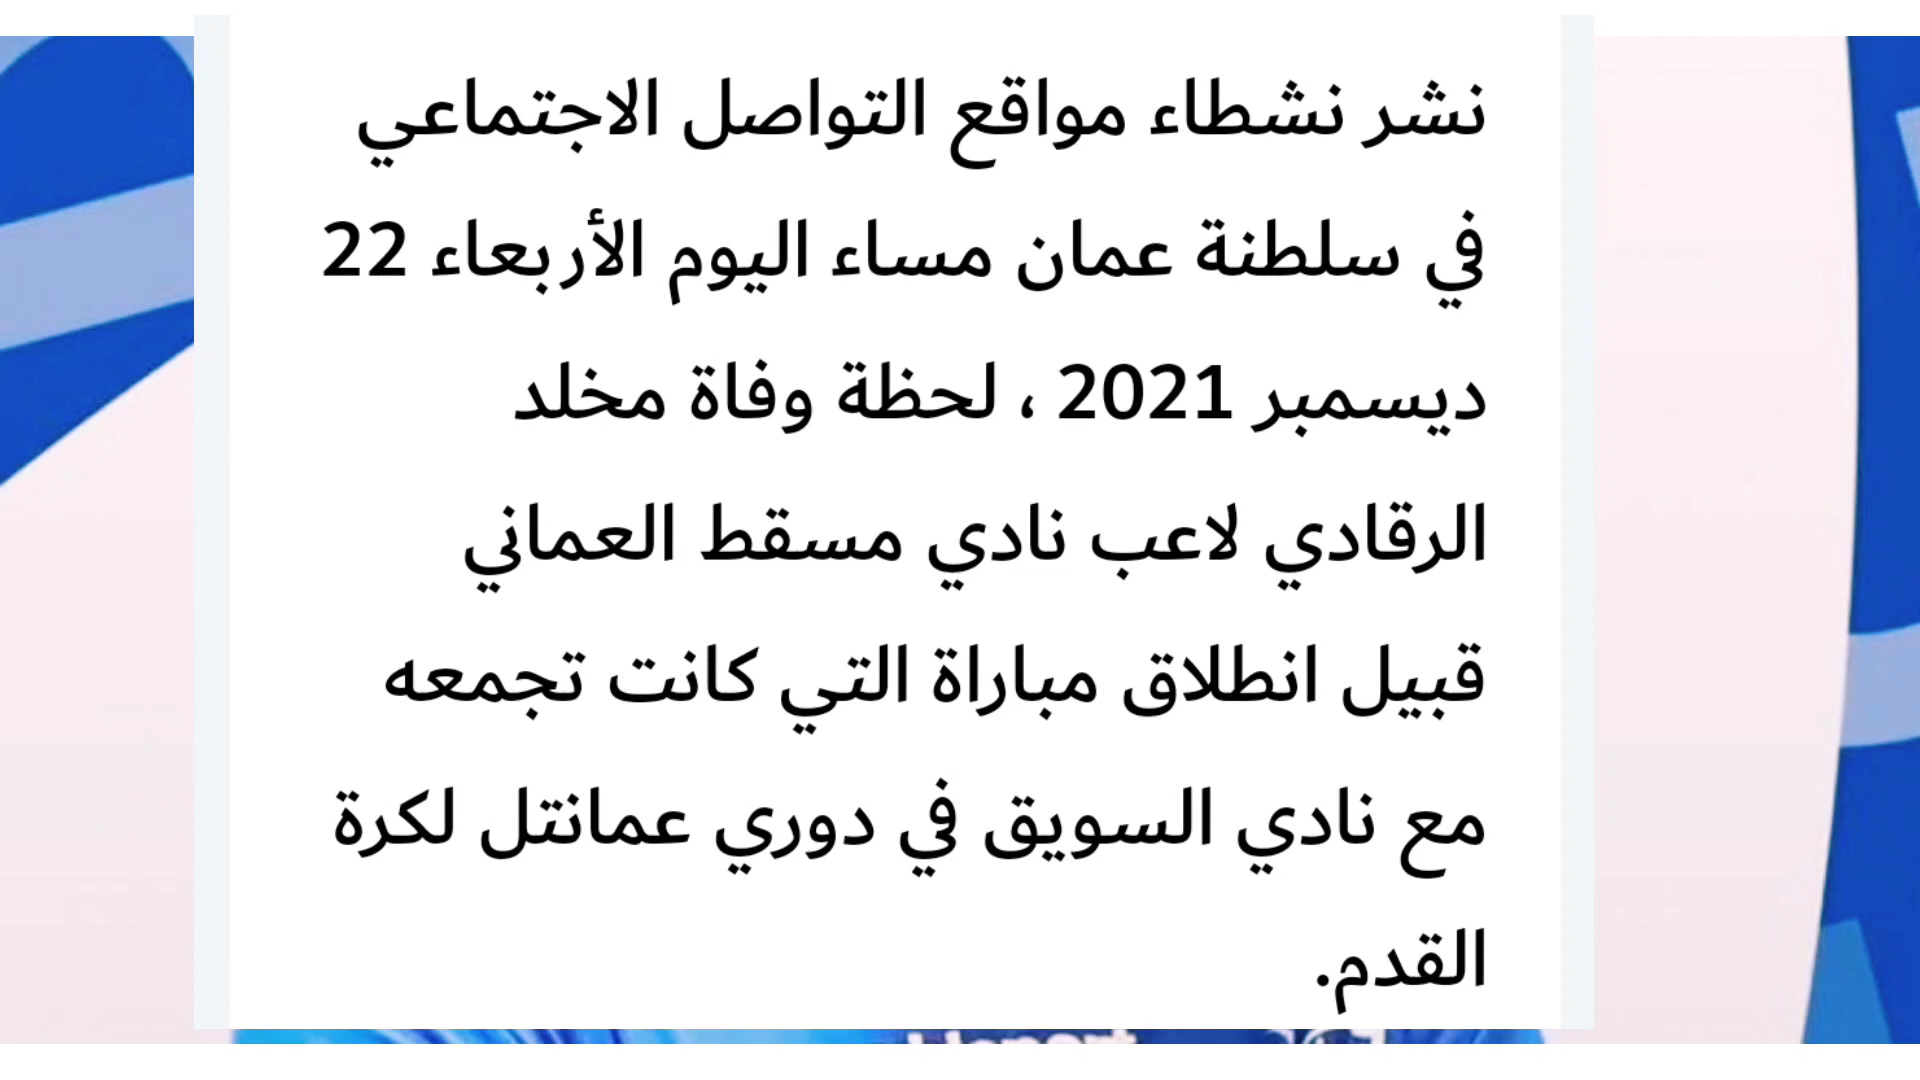 نشر نشطاء مواقع التواصل الاجتماعي
في سلطنة عمان مساء اليوم الأربعاء 22
ديسمبر 2021 ، لحظة وفاة مخلد
الرقادي لاعب نادي مسقط العماني
قبيل انطلاق مباراة التي كانت تجمعه
مع نادي السويق في دوري عمانتل لكرة
القدم.